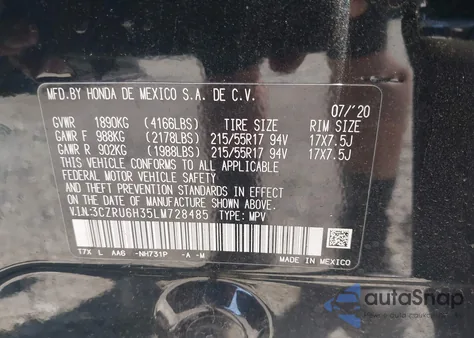 MFD.BY HONDA DE MEXICO S.A. DE C.V.
07/'20
GVWR 1890KG (4166LBS) TIRE SIZE RIM SIZE
GAWR F 988KG (2178LBS) 215/55R17 94V 17X7.5J
GAWR R 902KG (1988LBS) 215/55R17 94V 17X7.5J
THIS VEHICLE CONFORMS TO ALL APPLICABLE
FEDERAL MOTOR VEHICLE SAFETY
AND THEFT PREVENTION STANDARDS IN EFFECT
ON THE DATE OF MANUFACTURE SHOWN ABOVE.
V.I.N:3CZRU6H35LM728485 TYPE: MPV
T7X L AA6 -NH731P -A -M
MADE IN MEXICO
autoSnap